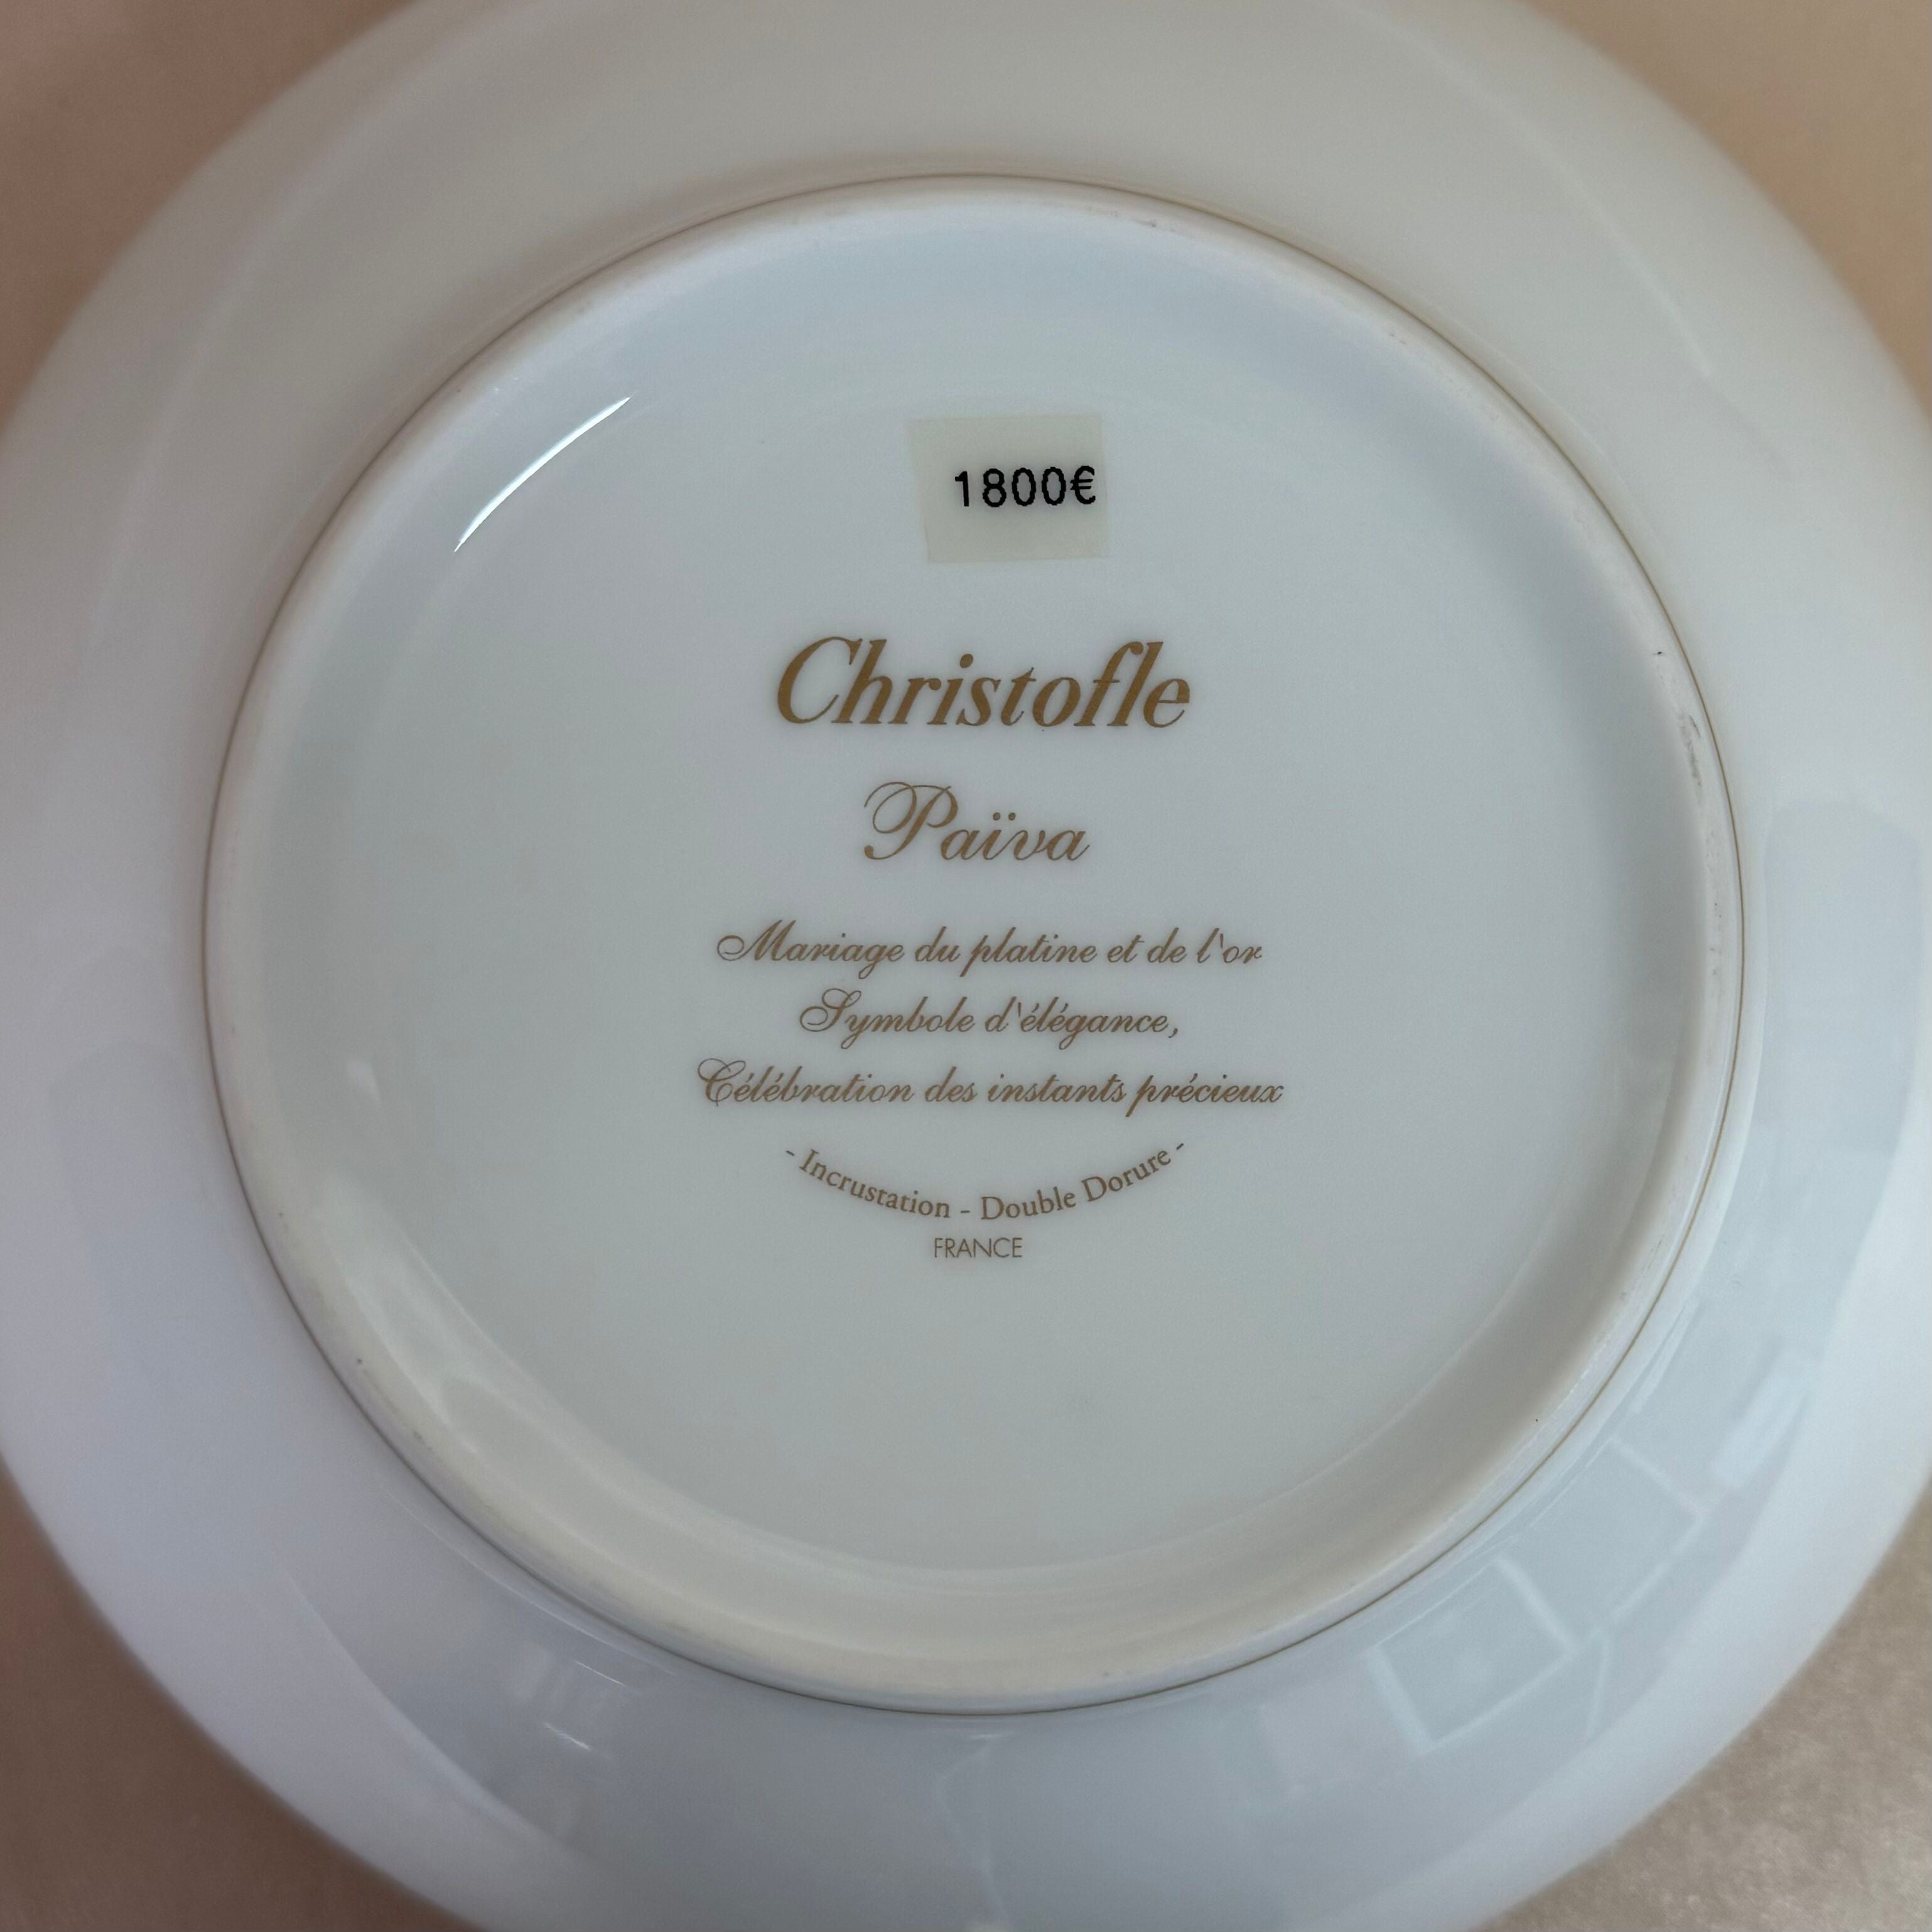 1800€
Christofle
Païva
Mariage du platine et de l'or
Symbole d'élégance,
Célébration des instants précieux
- Incrustation - Double Dorure -
FRANCE